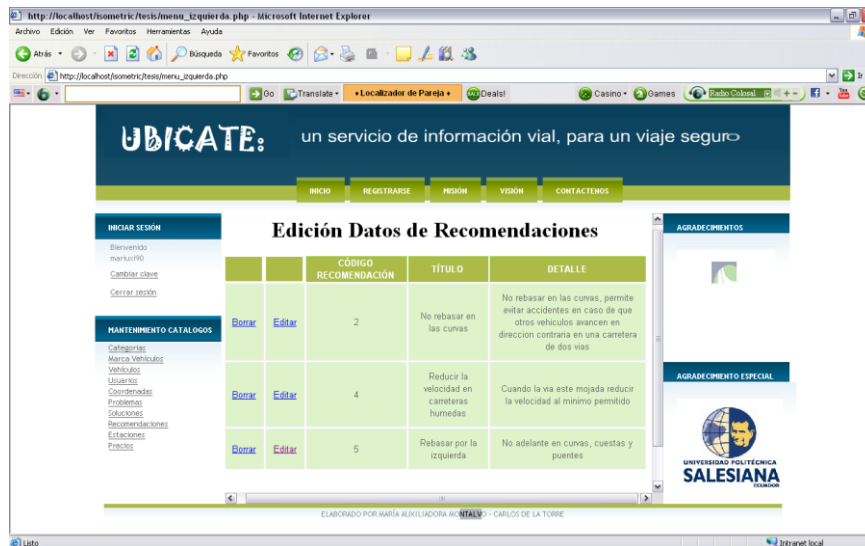 http://localhost/isometric/tesis/menu_izquierda.php - Microsoft Internet Explorer
Archivo Edición Ver Favoritos Herramientas Ayuda
Atrás Búsqueda Favoritos
Dirección http://localhost/isometric/tesis/menu_izquierda.php Ir
Go Translate Localizador de Pareja Deals! Casino Games Radio Colosal
UBICATE: un servicio de información vial, para un viaje seguro
INICIO REGISTRARSE MISIÓN VISIÓN CONTACTENOS
INICIAR SESIÓN
Bienvenido
mariuxi90
Cambiar clave
Cerrar sesión
MANTENIMIENTO CATALOGOS
Categorias
Marca Vehículos
Vehículos
Usuarios
Coordenadas
Problemas
Soluciones
Recomendaciones
Estaciones
Precios
Edición Datos de Recomendaciones
CÓDIGO RECOMENDACIÓN TÍTULO DETALLE
Borrar Editar 2 No rebasar en las curvas No rebasar en las curvas, permite
evitar accidentes en caso de que
otros vehiculos avancen en
direccion contraria en una carretera
de dos vias
Borrar Editar 4 Reducir la velocidad en carreteras humedas Cuando la via este mojada reducir
la velocidad al minimo permitido
Borrar Editar 5 Rebasar por la izquierda No adelante en curvas, cuestas y
puentes
AGRADECIMIENTOS
AGRADECIMIENTO ESPECIAL
UNIVERSIDAD POLITÉCNICA
SALESIANA
ECUADOR
ELABORADO POR MARÍA AUXILIADORA MONTALVO - CARLOS DE LA TORRE
Listo Intranet local